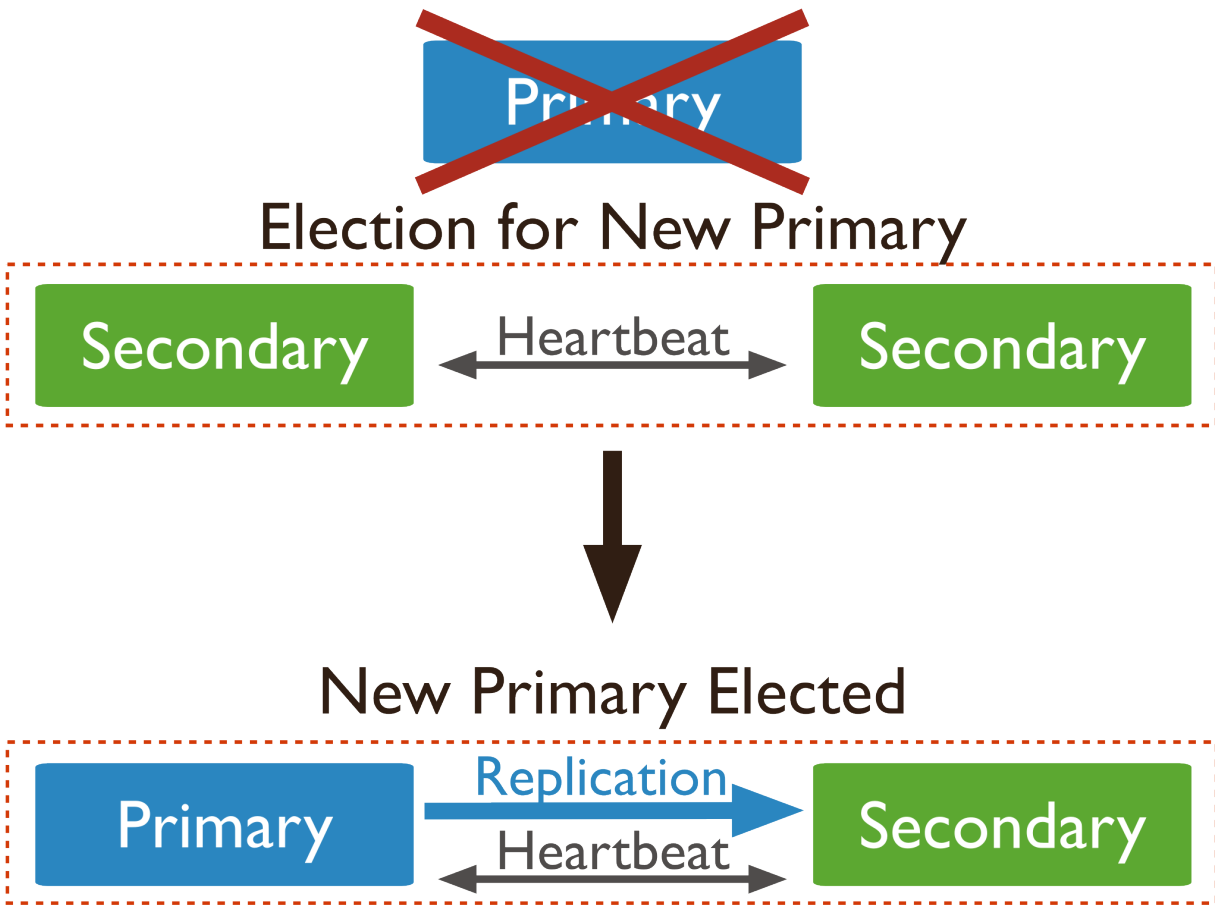 Primary
Election for New Primary
Secondary
Heartbeat
Secondary
New Primary Elected
Primary
Replication
Heartbeat
Secondary